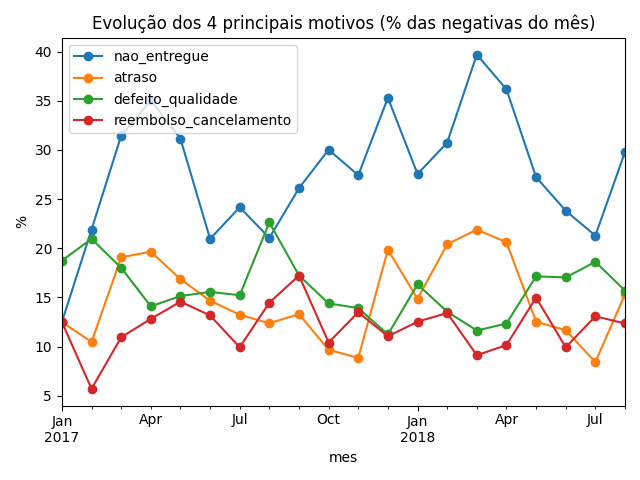 Evolução dos 4 principais motivos (% das negativas do mês)
nao_entregue
atraso
defeito_qualidade
reembolso_cancelamento
%
40
35
30
25
20
15
10
5
Jan
2017
Apr
Jul
Oct
Jan
2018
Apr
Jul
mes